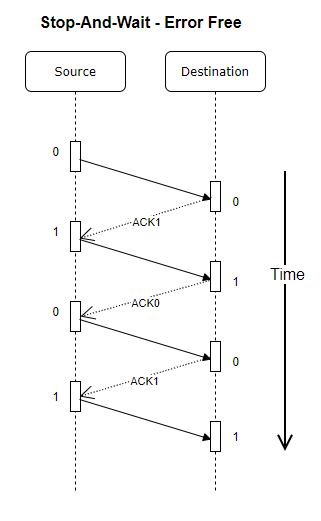 Stop-And-Wait - Error Free
Source
Destination
0
0
ACK1
1
Time
1
ACK0
0
0
ACK1
1
1